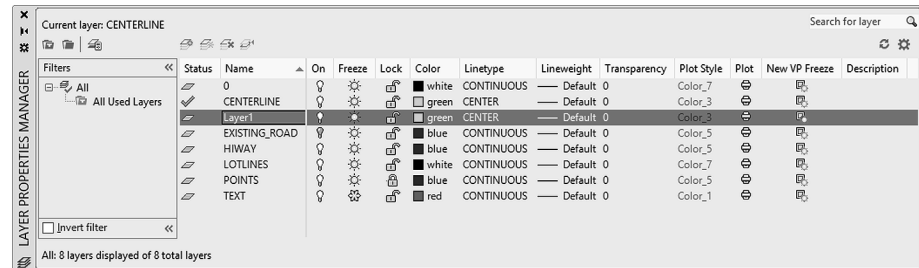 Current layer: CENTERLINE
Search for layer
Filters
All
All Used Layers
Invert filter
Status Name On Freeze Lock Color Linetype Lineweight Transparency Plot Style Plot New VP Freeze Description
0 white CONTINUOUS Default 0 Color_7
CENTERLINE green CENTER Default 0 Color_3
Layer1 green CENTER Default 0 Color_3
EXISTING_ROAD blue CONTINUOUS Default 0 Color_5
HIWAY blue CONTINUOUS Default 0 Color_5
LOTLINES white CONTINUOUS Default 0 Color_7
POINTS blue CONTINUOUS Default 0 Color_5
TEXT red CONTINUOUS Default 0 Color_1
All: 8 layers displayed of 8 total layers
LAYER PROPERTIES MANAGER